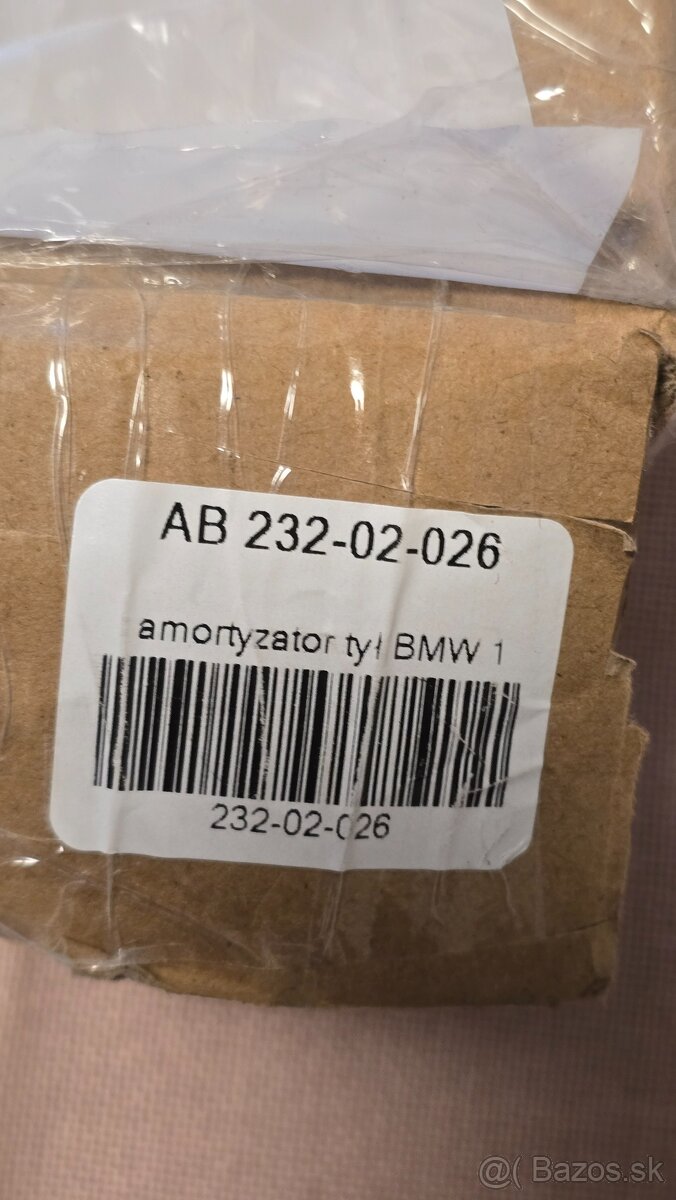 AB 232-02-026
amortyzator tył BMW 1
232-02-026
@( Bazos.sk